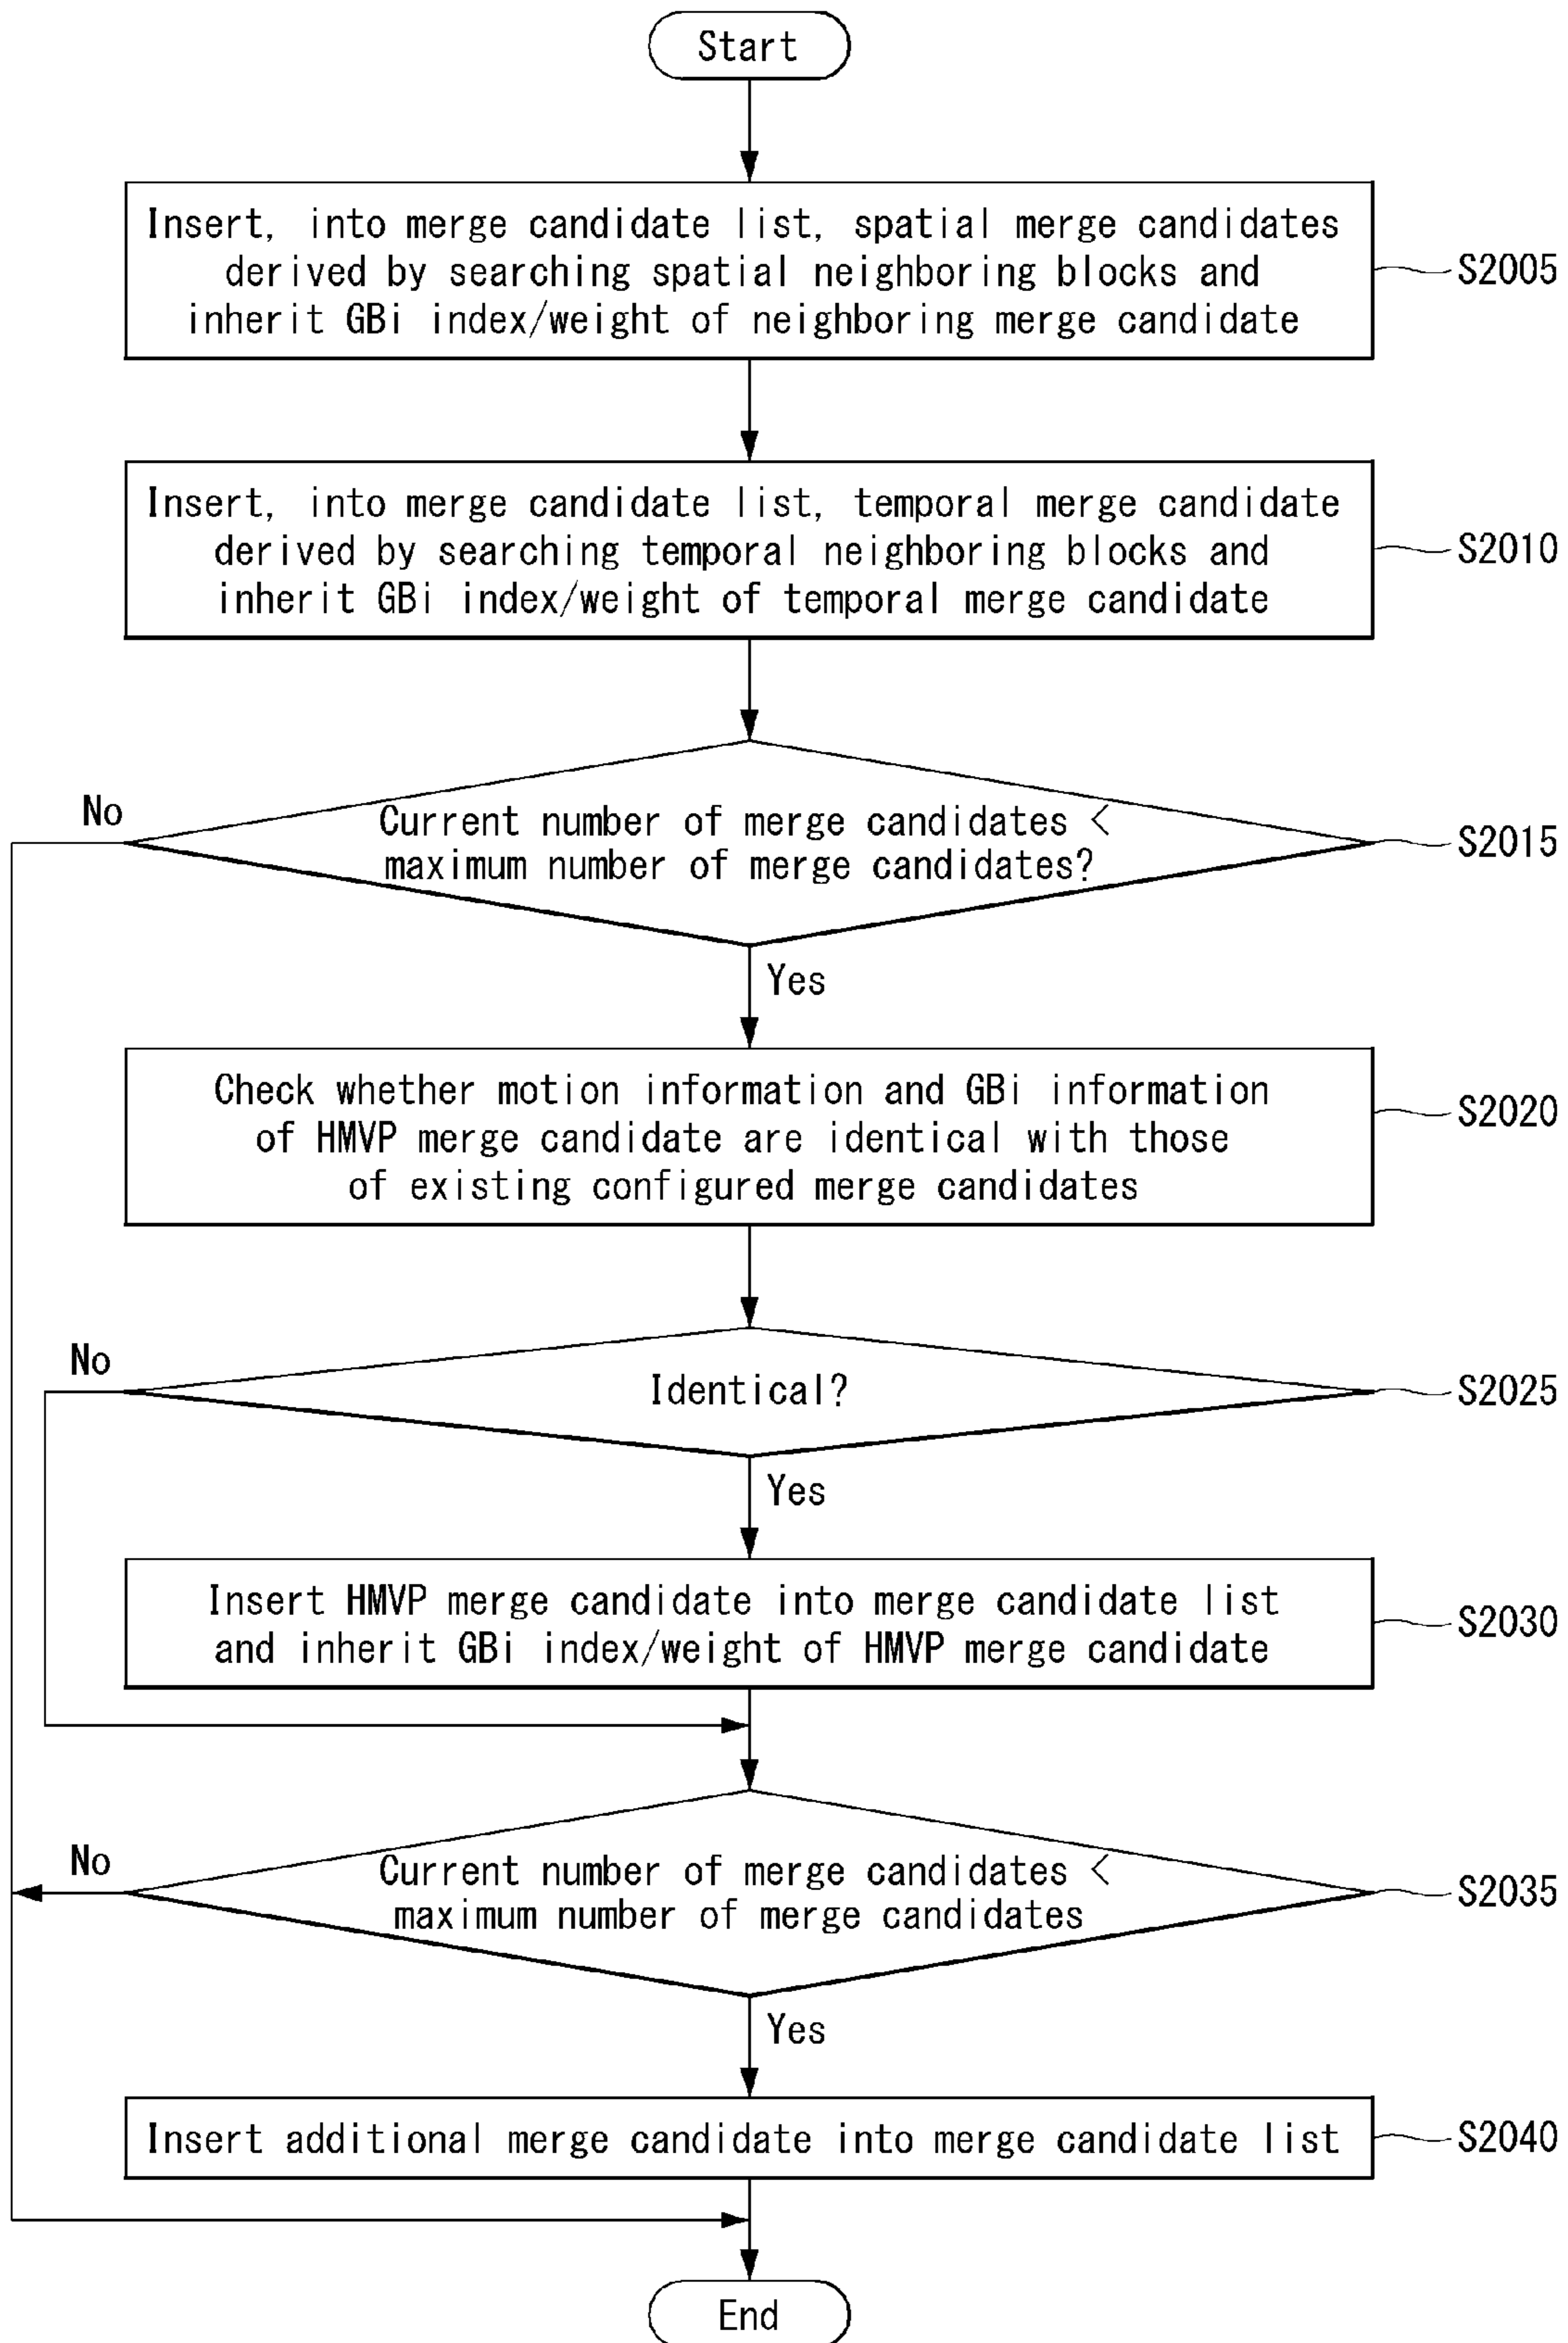 Start
Insert, into merge candidate list, spatial merge candidates
derived by searching spatial neighboring blocks and
inherit GBi index/weight of neighboring merge candidate
S2005
Insert, into merge candidate list, temporal merge candidate
derived by searching temporal neighboring blocks and
inherit GBi index/weight of temporal merge candidate
S2010
No
Current number of merge candidates <
maximum number of merge candidates?
S2015
Yes
Check whether motion information and GBi information
of HMVP merge candidate are identical with those
of existing configured merge candidates
S2020
No
Identical?
S2025
Yes
Insert HMVP merge candidate into merge candidate list
and inherit GBi index/weight of HMVP merge candidate
S2030
No
Current number of merge candidates <
maximum number of merge candidates
S2035
Yes
Insert additional merge candidate into merge candidate list
S2040
End